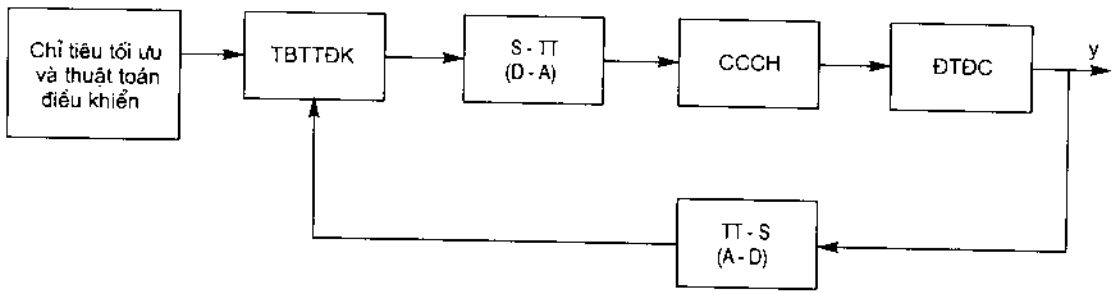 Chỉ tiêu tối ưu
và thuật toán
điều khiển
TBTTĐK
S - TT
(D - A)
CCCH
ĐTĐC
y
TT - S
(A - D)